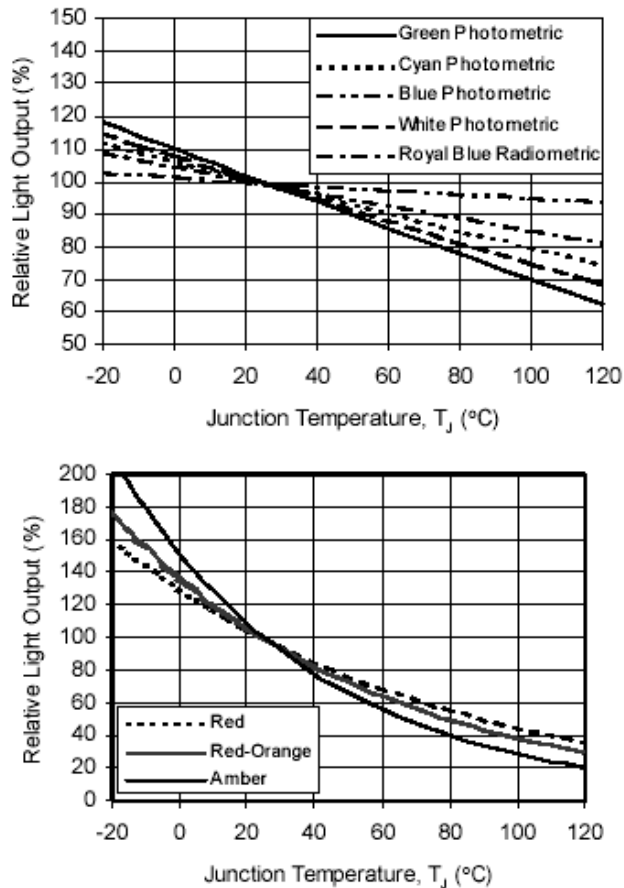 150
140
130
120
110
100
90
80
70
60
50
Relative Light Output (%)
Green Photometric
Cyan Photometric
Blue Photometric
White Photometric
Royal Blue Radiometric
-20 0 20 40 60 80 100 120
Junction Temperature, TJ (°C)
200
180
160
140
120
100
80
60
40
20
0
Relative Light Output (%)
Red
Red-Orange
Amber
-20 0 20 40 60 80 100 120
Junction Temperature, TJ (°C)